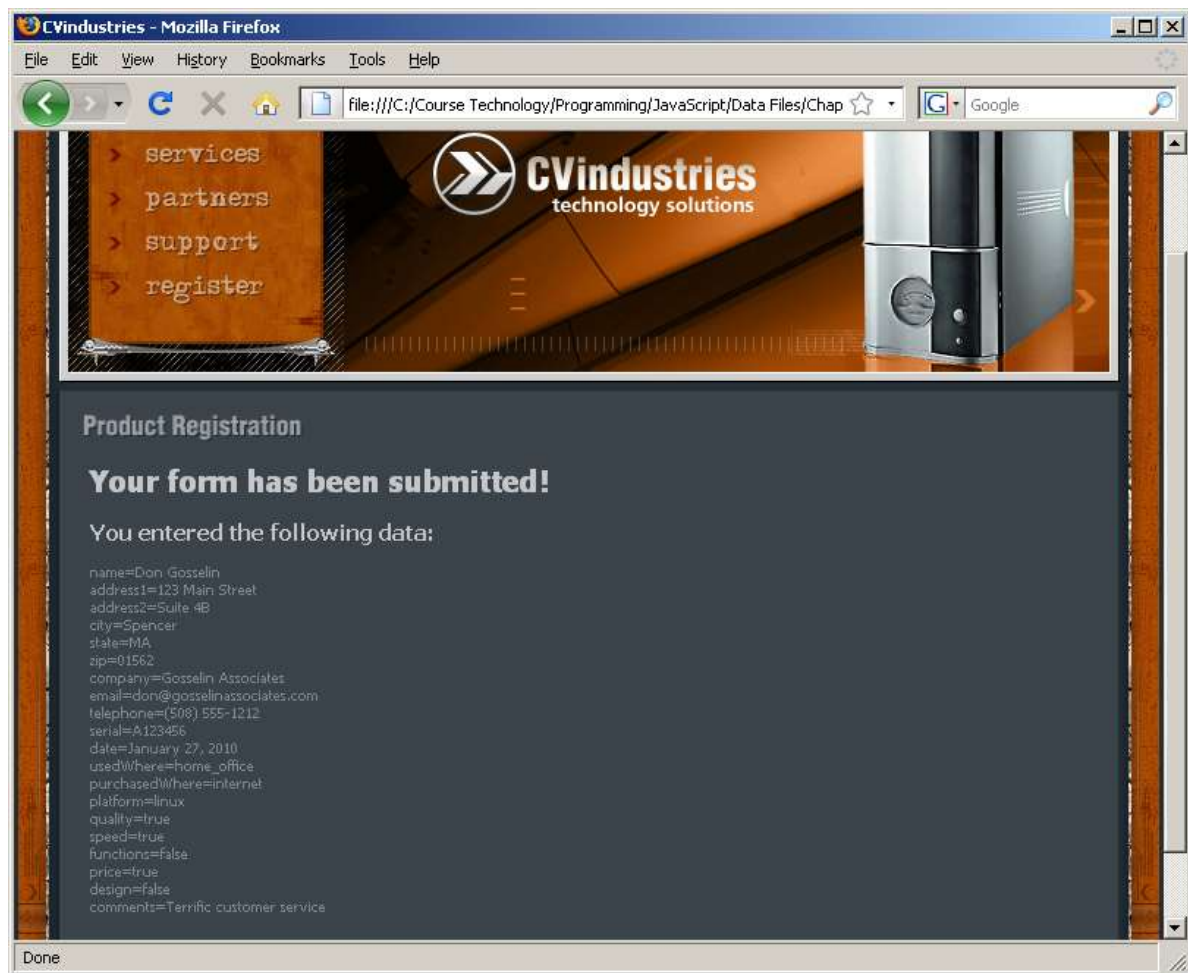 CVindustries - Mozilla Firefox
File Edit View History Bookmarks Tools Help
file:///C:/Course Technology/Programming/JavaScript/Data Files/Chap
G Google
services
partners
support
register
CVindustries
technology solutions
Product Registration
Your form has been submitted!
You entered the following data:
name=Don Gosselin
address1=123 Main Street
address2=Suite 4B
city=Spencer
state=MA
zip=01562
company=Gosselin Associates
email=don@gosselinassociates.com
telephone=(508) 555-1212
serial=A123456
date=January 27, 2010
usedWhere=home_office
purchasedWhere=internet
platform=linux
quality=true
speed=true
functions=false
price=true
design=false
comments=Terrific customer service
Done